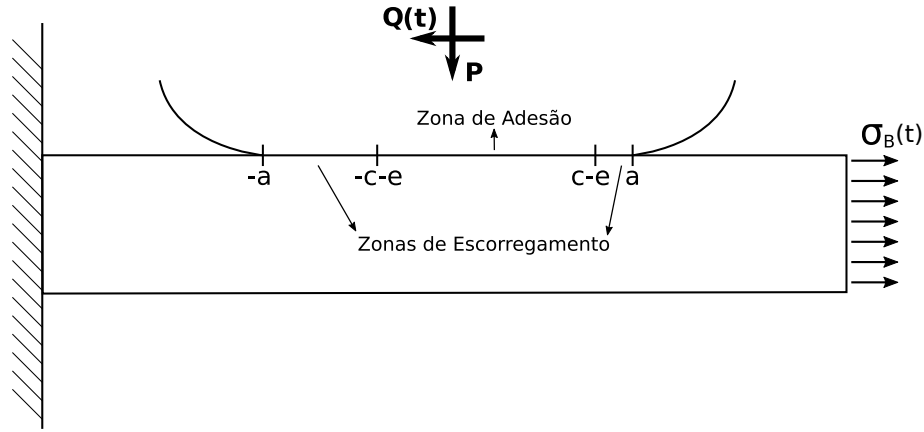 Q(t)
P
Zona de Adesão
σB(t)
-a
-c-e
c-e
a
Zonas de Escorregamento